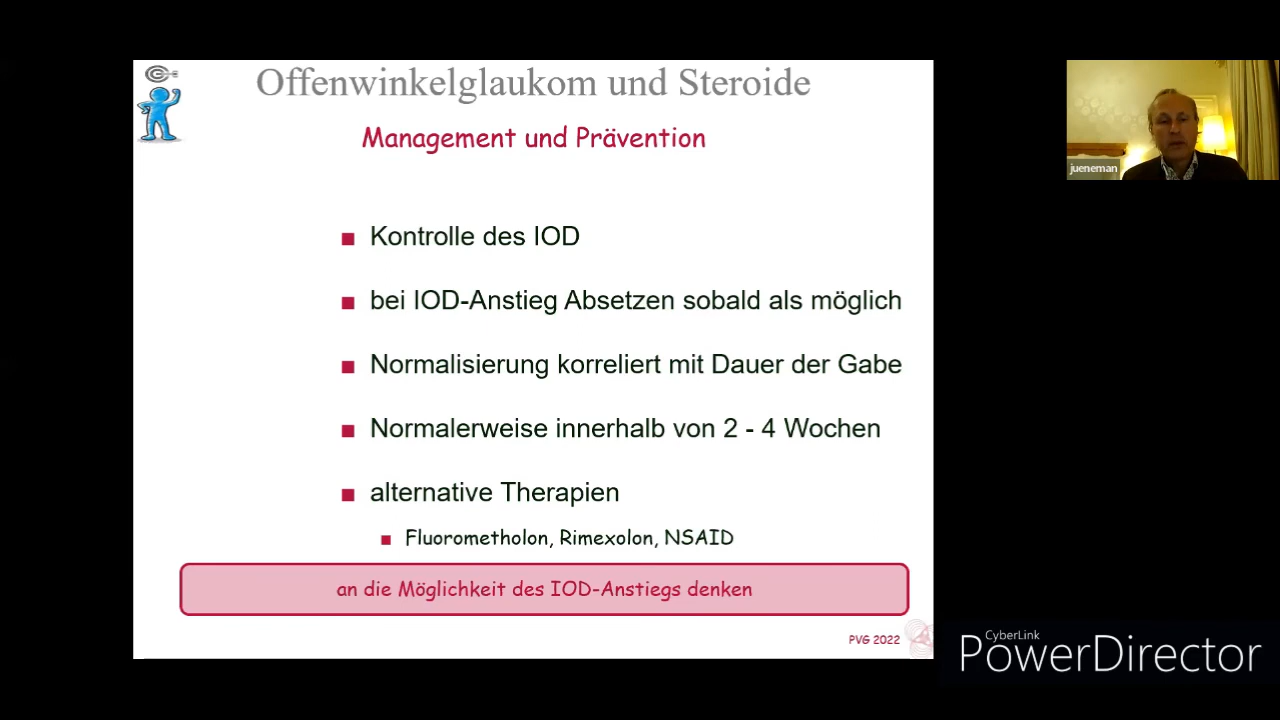 Offenwinkelglaukom und Steroide
Management und Prävention
jueneman
Kontrolle des IOD
bei IOD-Anstieg Absetzen sobald als möglich
Normalisierung korreliert mit Dauer der Gabe
Normalerweise innerhalb von 2 - 4 Wochen
alternative Therapien
Fluorometholon, Rimexolon, NSAID
an die Möglichkeit des IOD-Anstiegs denken
PVG 2022
CyberLink
PowerDirector